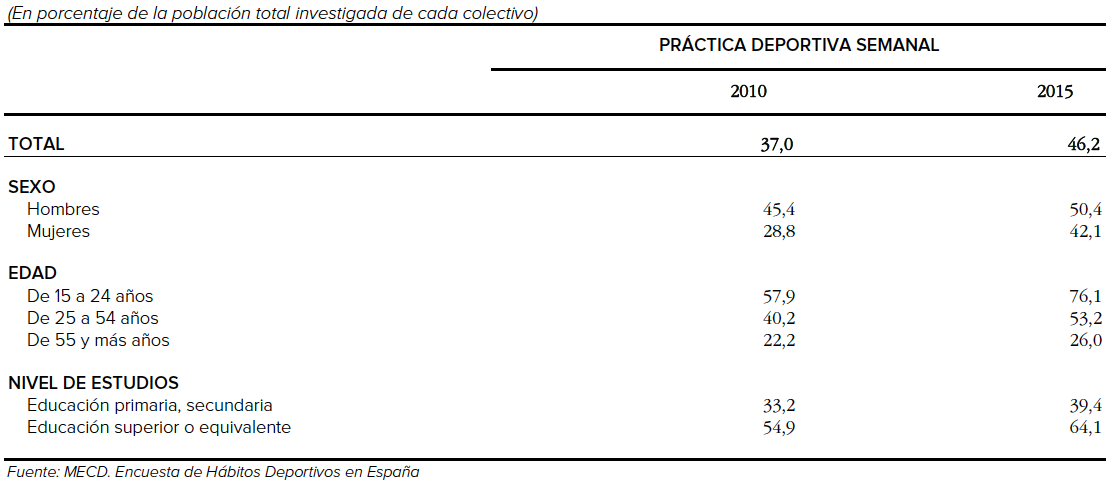 (En porcentaje de la población total investigada de cada colectivo)
PRÁCTICA DEPORTIVA SEMANAL
2010 2015
TOTAL 37,0 46,2
SEXO
Hombres 45,4 50,4
Mujeres 28,8 42,1
EDAD
De 15 a 24 años 57,9 76,1
De 25 a 54 años 40,2 53,2
De 55 y más años 22,2 26,0
NIVEL DE ESTUDIOS
Educación primaria, secundaria 33,2 39,4
Educación superior o equivalente 54,9 64,1
Fuente: MECD. Encuesta de Hábitos Deportivos en España